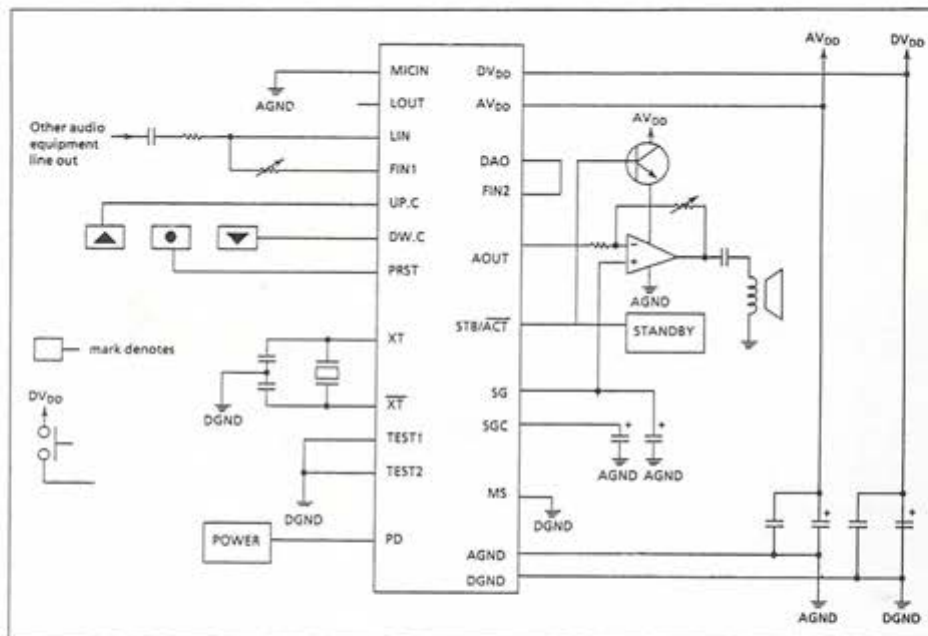 AVDD
DVDD
MICIN
DVDD
AGND
LOUT
AVDD
Other audio
equipment
line out
LIN
AVDD
FIN1
DAO
FIN2
UP.C
DW.C
AOUT
PRST
AGND
STB/ACT
STANDBY
mark denotes
XT
DVDD
SG
DGND
XT
SGC
TEST1
AGND
AGND
TEST2
MS
DGND
DGND
POWER
PD
AGND
DGND
AGND
DGND